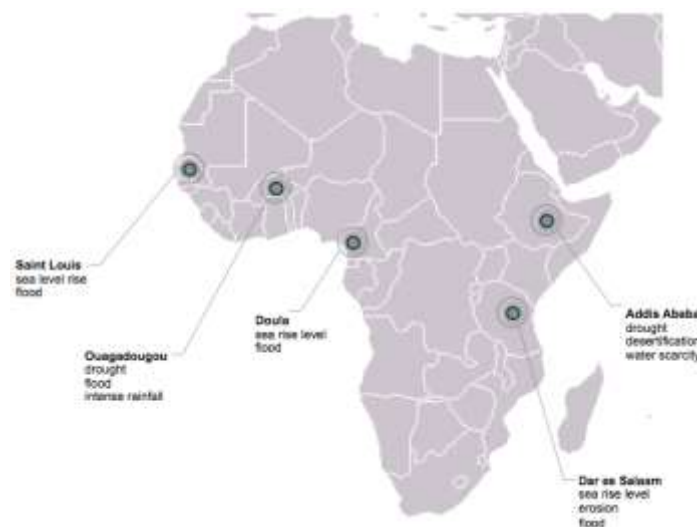 Saint Louis
sea level rise
flood
Ouagadougou
drought
flood
intense rainfall
Doula
sea rise level
flood
Addis Ababa
drought
desertification
water scarcity
Dar es Salaam
sea rise level
erosion
flood